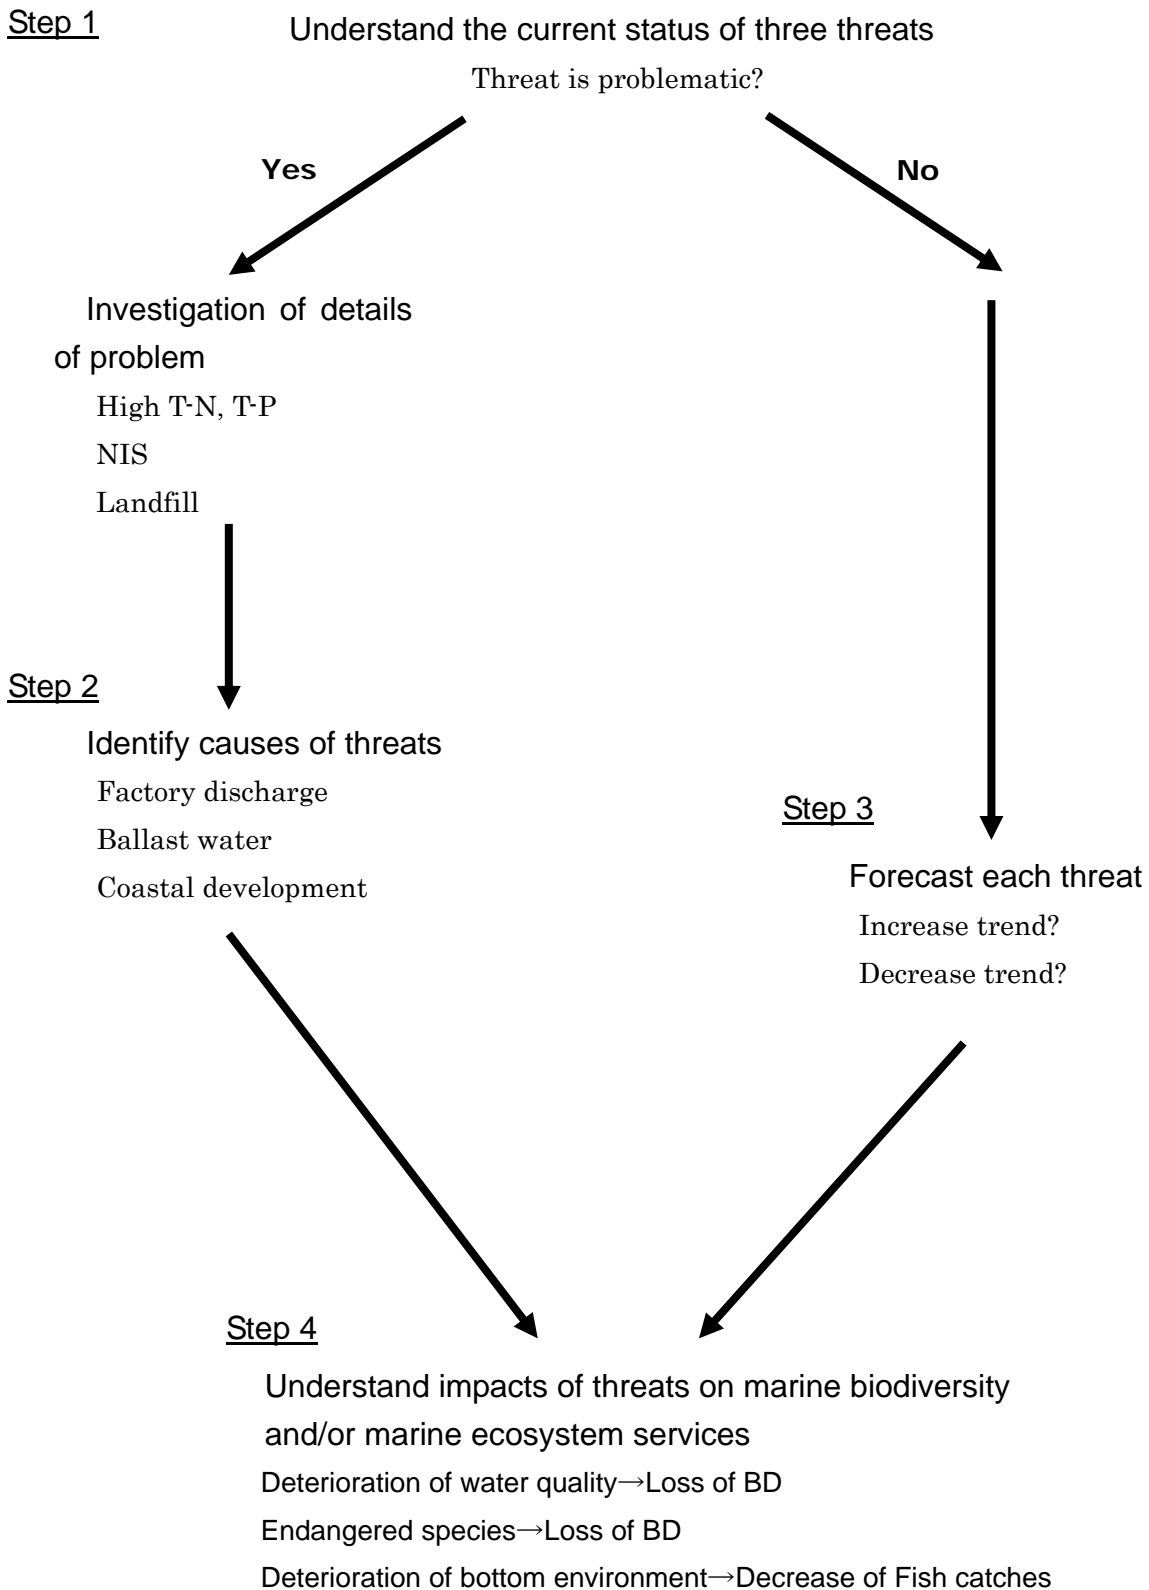 Step 1
Understand the current status of three threats
Threat is problematic?
Yes
No
Investigation of details
of problem
High T-N, T-P
NIS
Landfill
Step 2
Identify causes of threats
Factory discharge
Ballast water
Coastal development
Step 3
Forecast each threat
Increase trend?
Decrease trend?
Step 4
Understand impacts of threats on marine biodiversity
and/or marine ecosystem services
Deterioration of water quality→Loss of BD
Endangered species→Loss of BD
Deterioration of bottom environment→Decrease of Fish catches